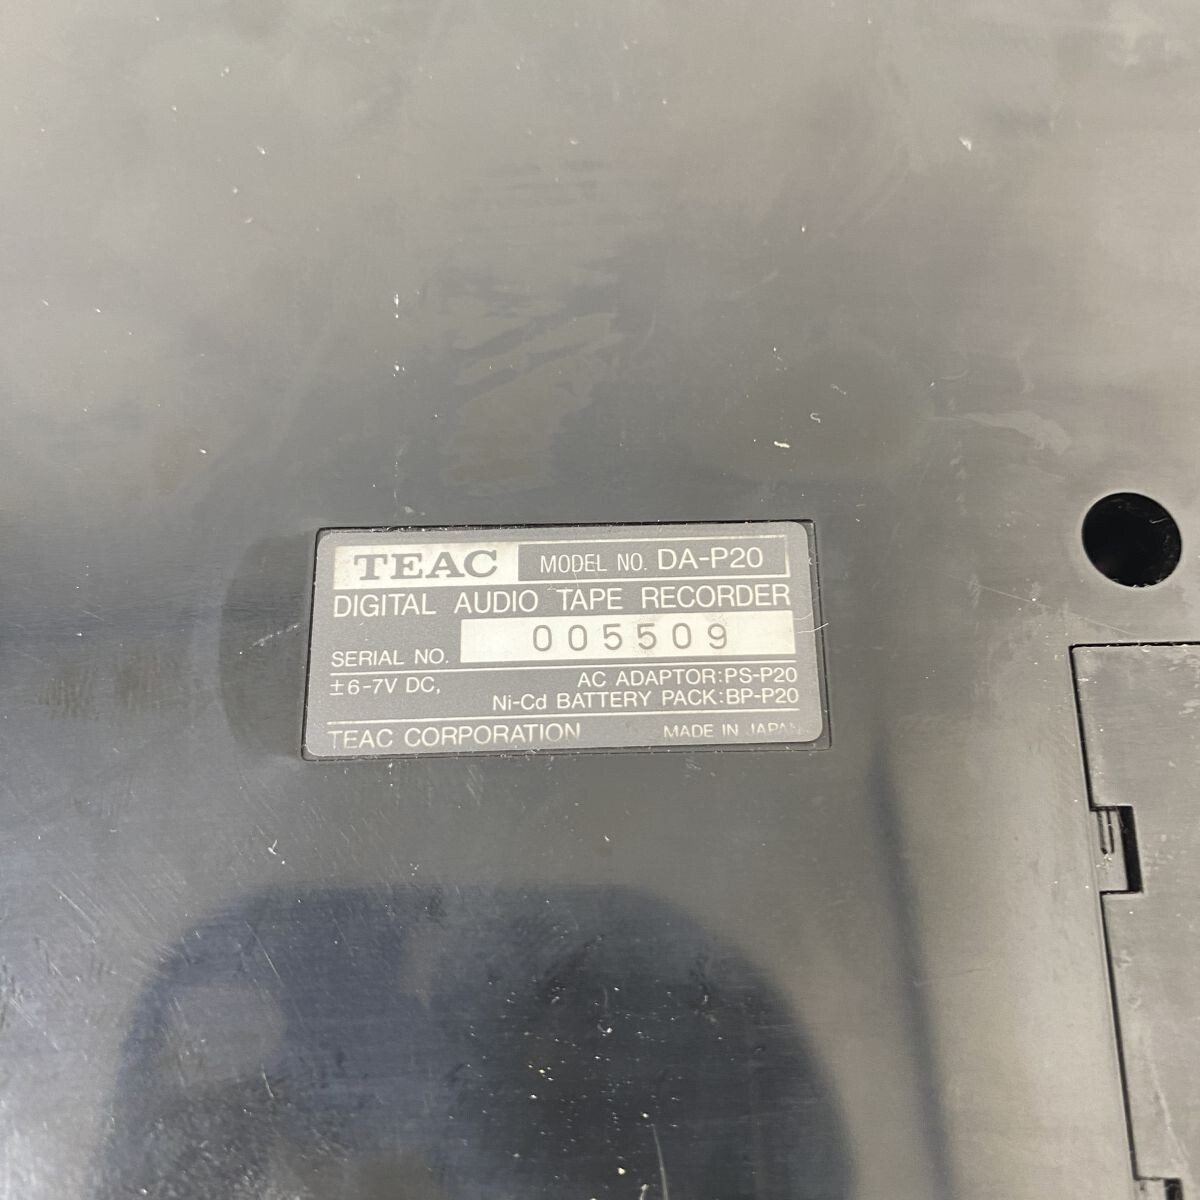 TEAC MODEL NO. DA-P20
DIGITAL AUDIO TAPE RECORDER
SERIAL NO. 005509
±6-7V DC, AC ADAPTOR:PS-P20
Ni-Cd BATTERY PACK:BP-P20
TEAC CORPORATION MADE IN JAPAN